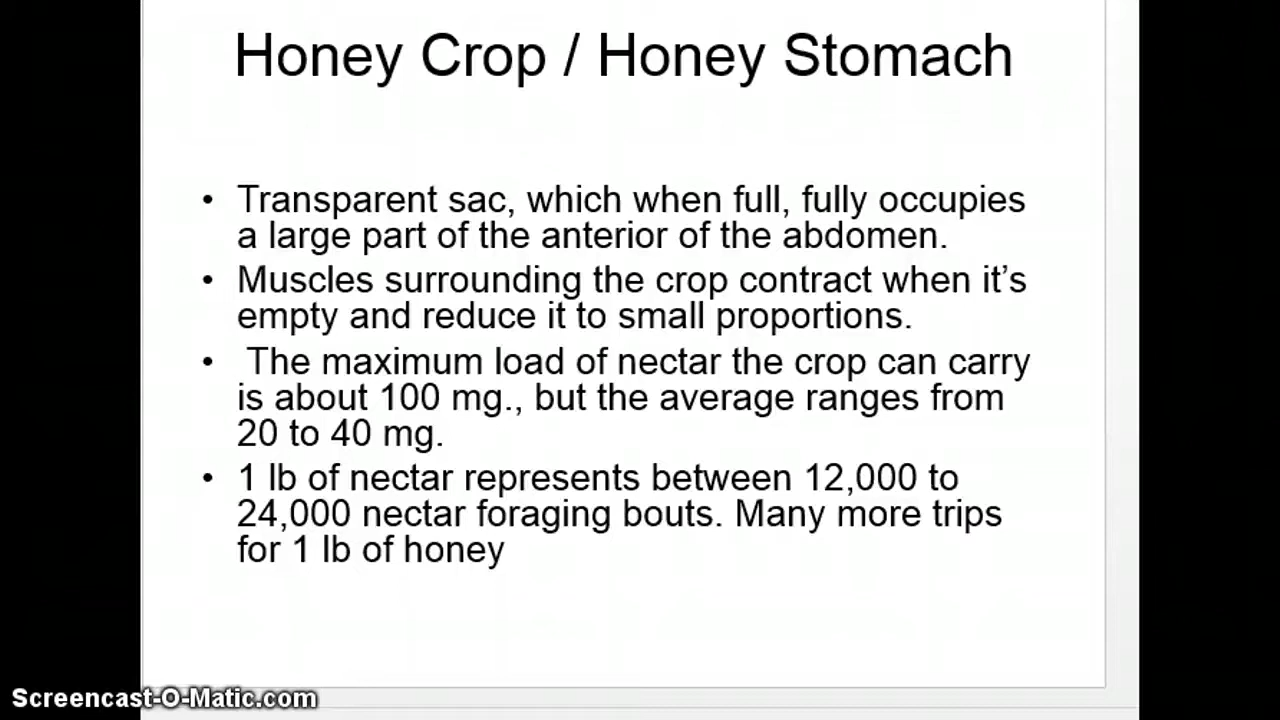 Honey Crop / Honey Stomach
• Transparent sac, which when full, fully occupies
a large part of the anterior of the abdomen.
• Muscles surrounding the crop contract when it’s
empty and reduce it to small proportions.
• The maximum load of nectar the crop can carry
is about 100 mg., but the average ranges from
20 to 40 mg.
• 1 lb of nectar represents between 12,000 to
24,000 nectar foraging bouts. Many more trips
for 1 lb of honey
Screencast-O-Matic.com